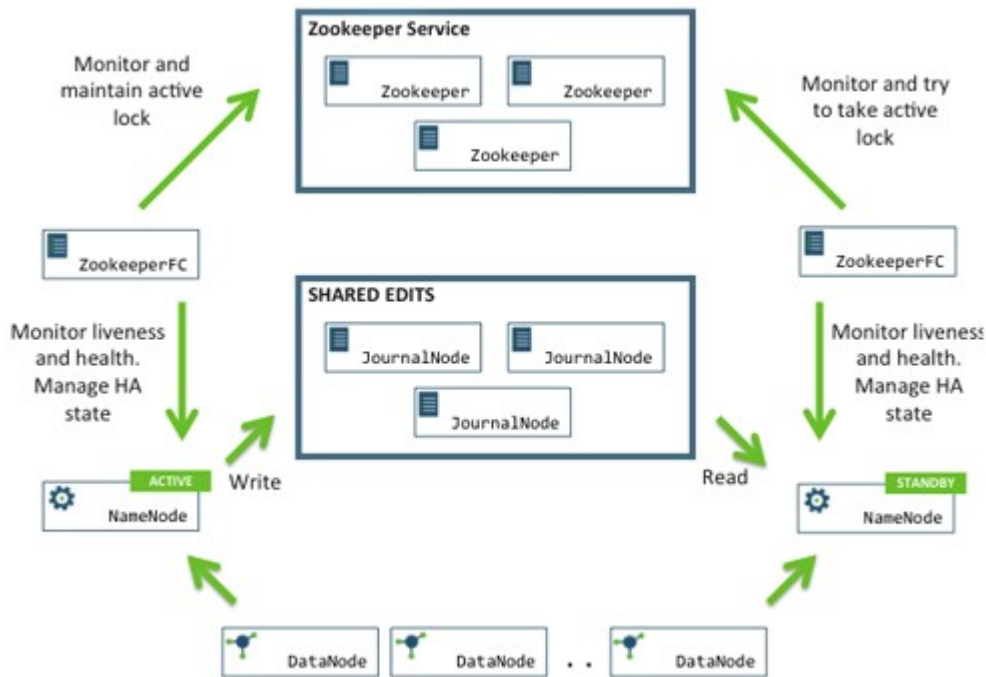 Zookeeper Service
Zookeeper
Zookeeper
Zookeeper
Monitor and
maintain active
lock
Monitor and try
to take active
lock
ZookeeperFC
ZookeeperFC
SHARED EDITS
JournalNode
JournalNode
JournalNode
Monitor liveness
and health.
Manage HA
state
Monitor liveness
and health.
Manage HA
state
Write
Read
ACTIVE
NameNode
STANDBY
NameNode
DataNode
DataNode
. .
DataNode